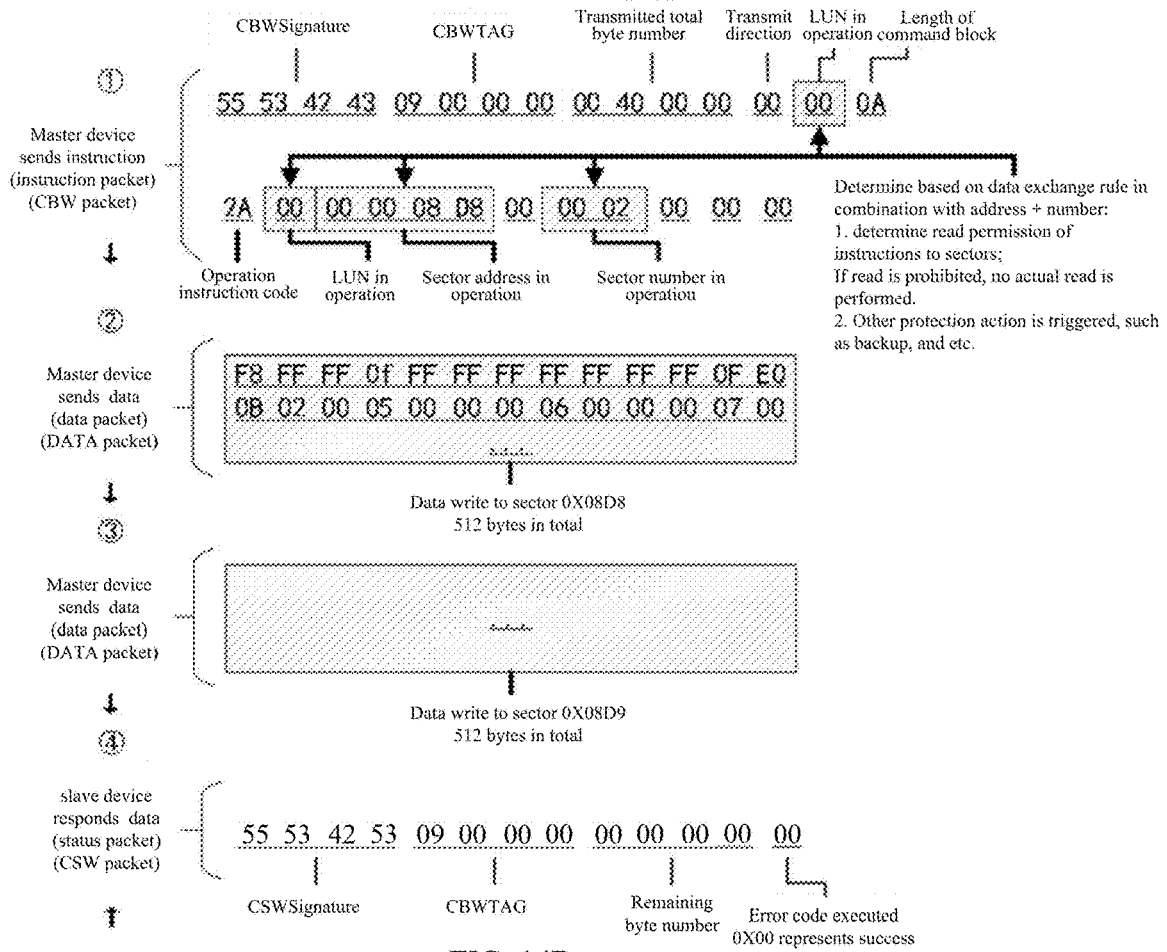 CBWSignature
CBWTAG
Transmitted total
byte number
Transmit
direction
LUN in
operation
Length of
command block
①
55 53 42 43 09 00 00 00 00 40 00 00 00 00 0A
Master device
sends instruction
(instruction packet)
(CBW packet)
2A 00 00 00 08 D8 00 00 02 00 00 00
Operation
instruction code
LUN in
operation
Sector address in
operation
Sector number in
operation
Determine based on data exchange rule in
combination with address + number:
1. determine read permission of
instructions to sectors;
If read is prohibited, no actual read is
performed.
2. Other protection action is triggered, such
as backup, and etc.
②
Master device
sends data
(data packet)
(DATA packet)
F8 FF FF 0f FF FF FF FF FF FF FF 0F E0
0B 02 00 05 00 00 00 06 00 00 00 07 00
....
Data write to sector 0X08D8
512 bytes in total
③
Master device
sends data
(data packet)
(DATA packet)
....
Data write to sector 0X08D9
512 bytes in total
④
slave device
responds data
(status packet)
(CSW packet)
55 53 42 53 09 00 00 00 00 00 00 00 00
CSWSignature
CBWTAG
Remaining
byte number
Error code executed
0X00 represents success